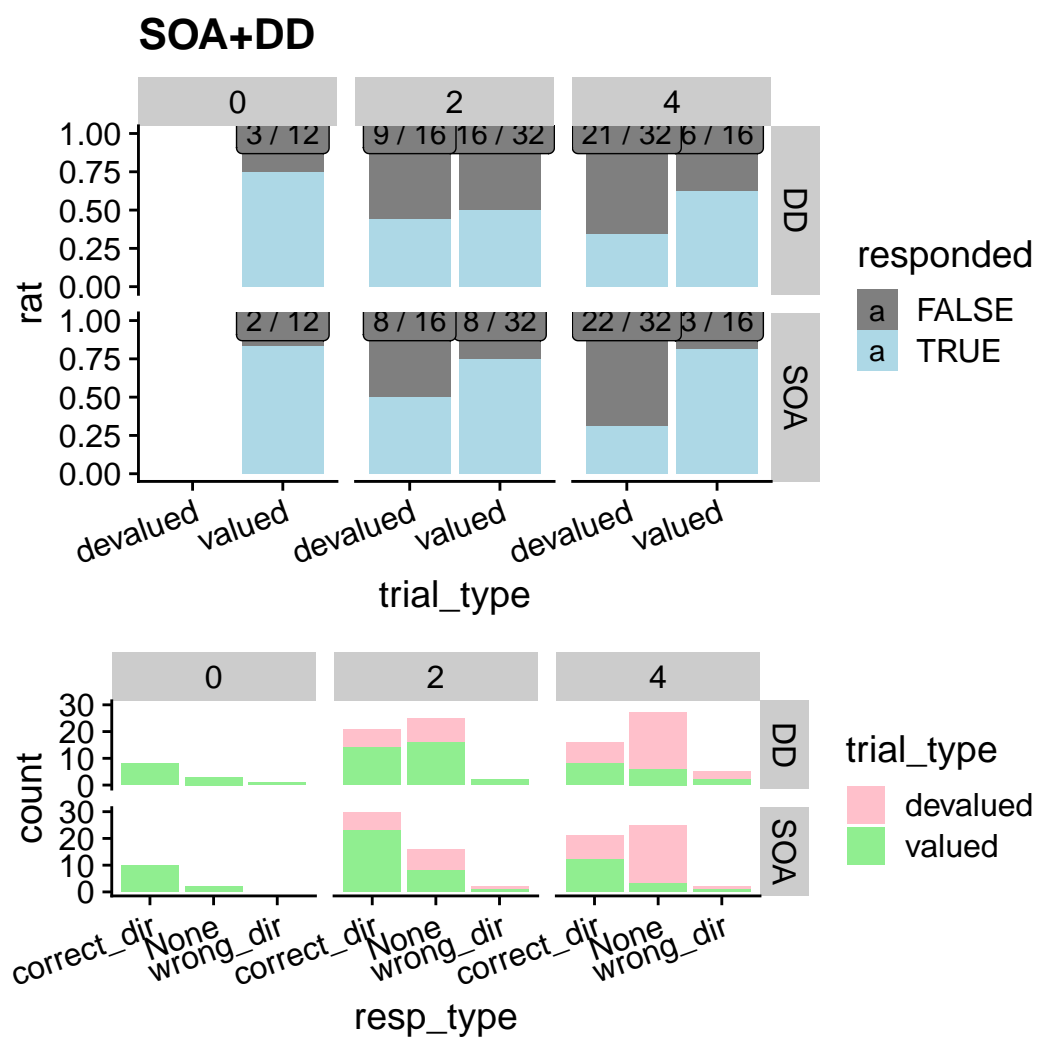 SOA+DD
0 2 4
3 / 12 9 / 16 16 / 32 21 / 32 6 / 16
1.00
0.75
0.50
0.25
0.00
DD
2 / 12 8 / 16 8 / 32 22 / 32 3 / 16
1.00
0.75
0.50
0.25
0.00
SOA
rat
devalued valued devalued valued devalued valued
trial_type
responded
a FALSE
a TRUE
0 2 4
30
20
10
0
DD
30
20
10
0
SOA
count
correct_dir None wrong_dir correct_dir None wrong_dir correct_dir None wrong_dir
resp_type
trial_type
devalued
valued